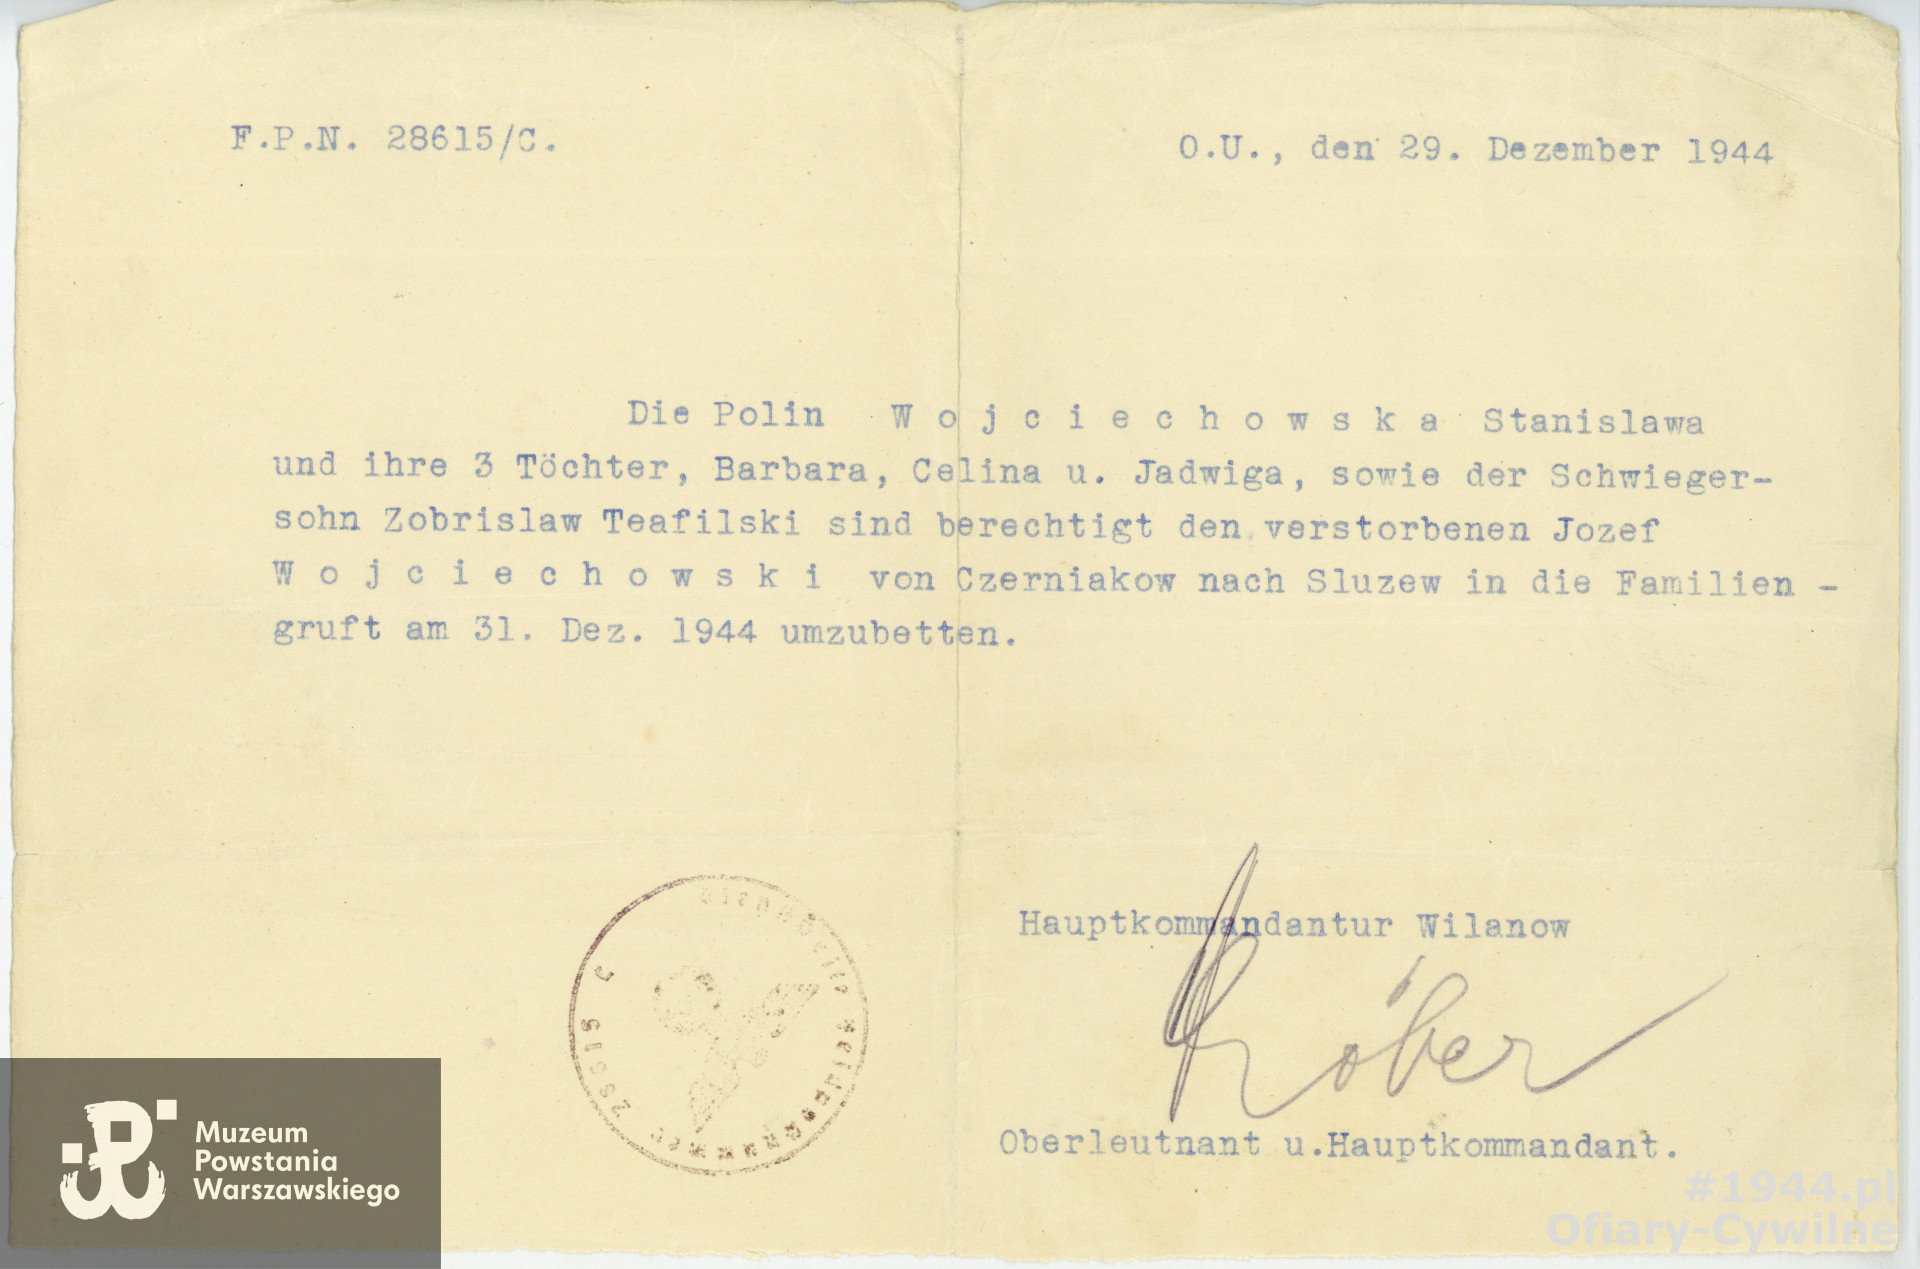 F.P.N. 28615/C.
O.U., den 29. Dezember 1944
Die Polin W o j c i e c h o w s k a Stanislawa
und ihre 3 Töchter, Barbara, Celina u. Jadwiga, sowie der Schwieger-
sohn Zobrislaw Teafilski sind berechtigt den verstorbenen Jozef
W o j c i e c h o w s k i von Czerniakow nach Sluzew in die Familien -
gruft am 31. Dez. 1944 umzubetten.
Hauptkommandantur Wilanow
Röber
Oberleutnant u.Hauptkommandant.
28615 C
Muzeum
Powstania
Warszawskiego
#1944.pl
Ofiary-Cywilne